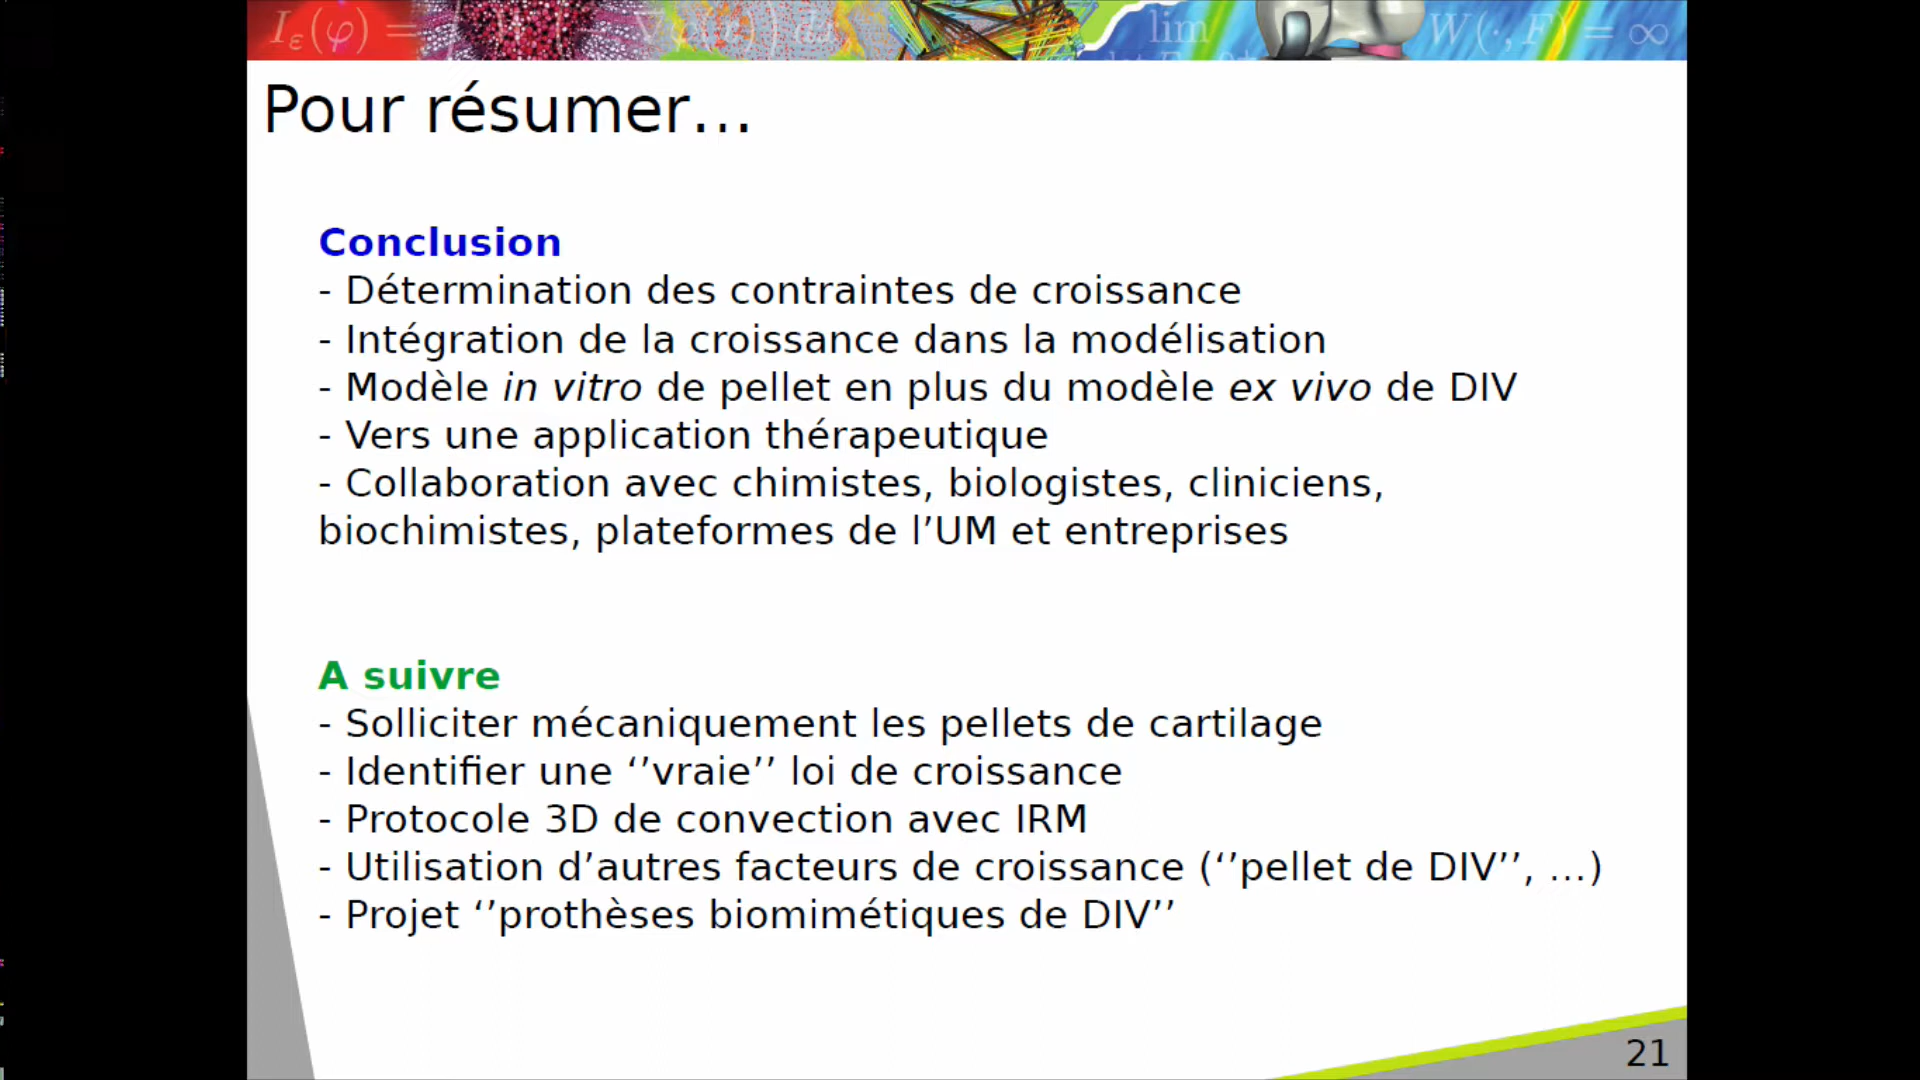 I_ε(φ) =
lim
W(·, F) = ∞
Pour résumer...
Conclusion
- Détermination des contraintes de croissance
- Intégration de la croissance dans la modélisation
- Modèle in vitro de pellet en plus du modèle ex vivo de DIV
- Vers une application thérapeutique
- Collaboration avec chimistes, biologistes, cliniciens,
biochimistes, plateformes de l’UM et entreprises
A suivre
- Solliciter mécaniquement les pellets de cartilage
- Identifier une ‘’vraie’’ loi de croissance
- Protocole 3D de convection avec IRM
- Utilisation d’autres facteurs de croissance (‘’pellet de DIV’’, ...)
- Projet ‘’prothèses biomimétiques de DIV’’
21